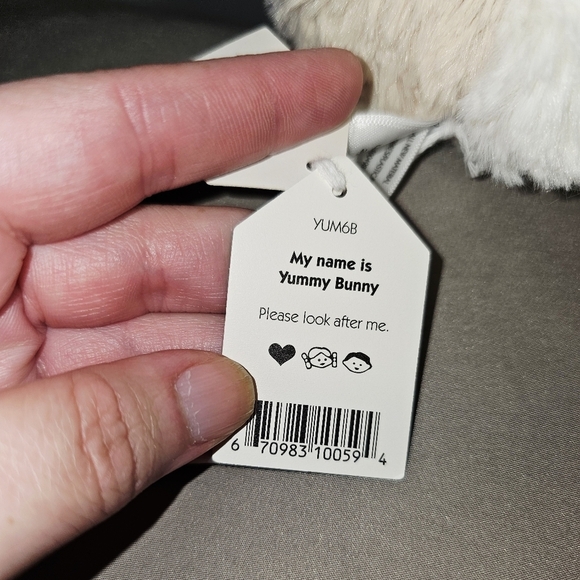 YUM6B
My name is
Yummy Bunny
Please look after me.
6 70983 10059 4